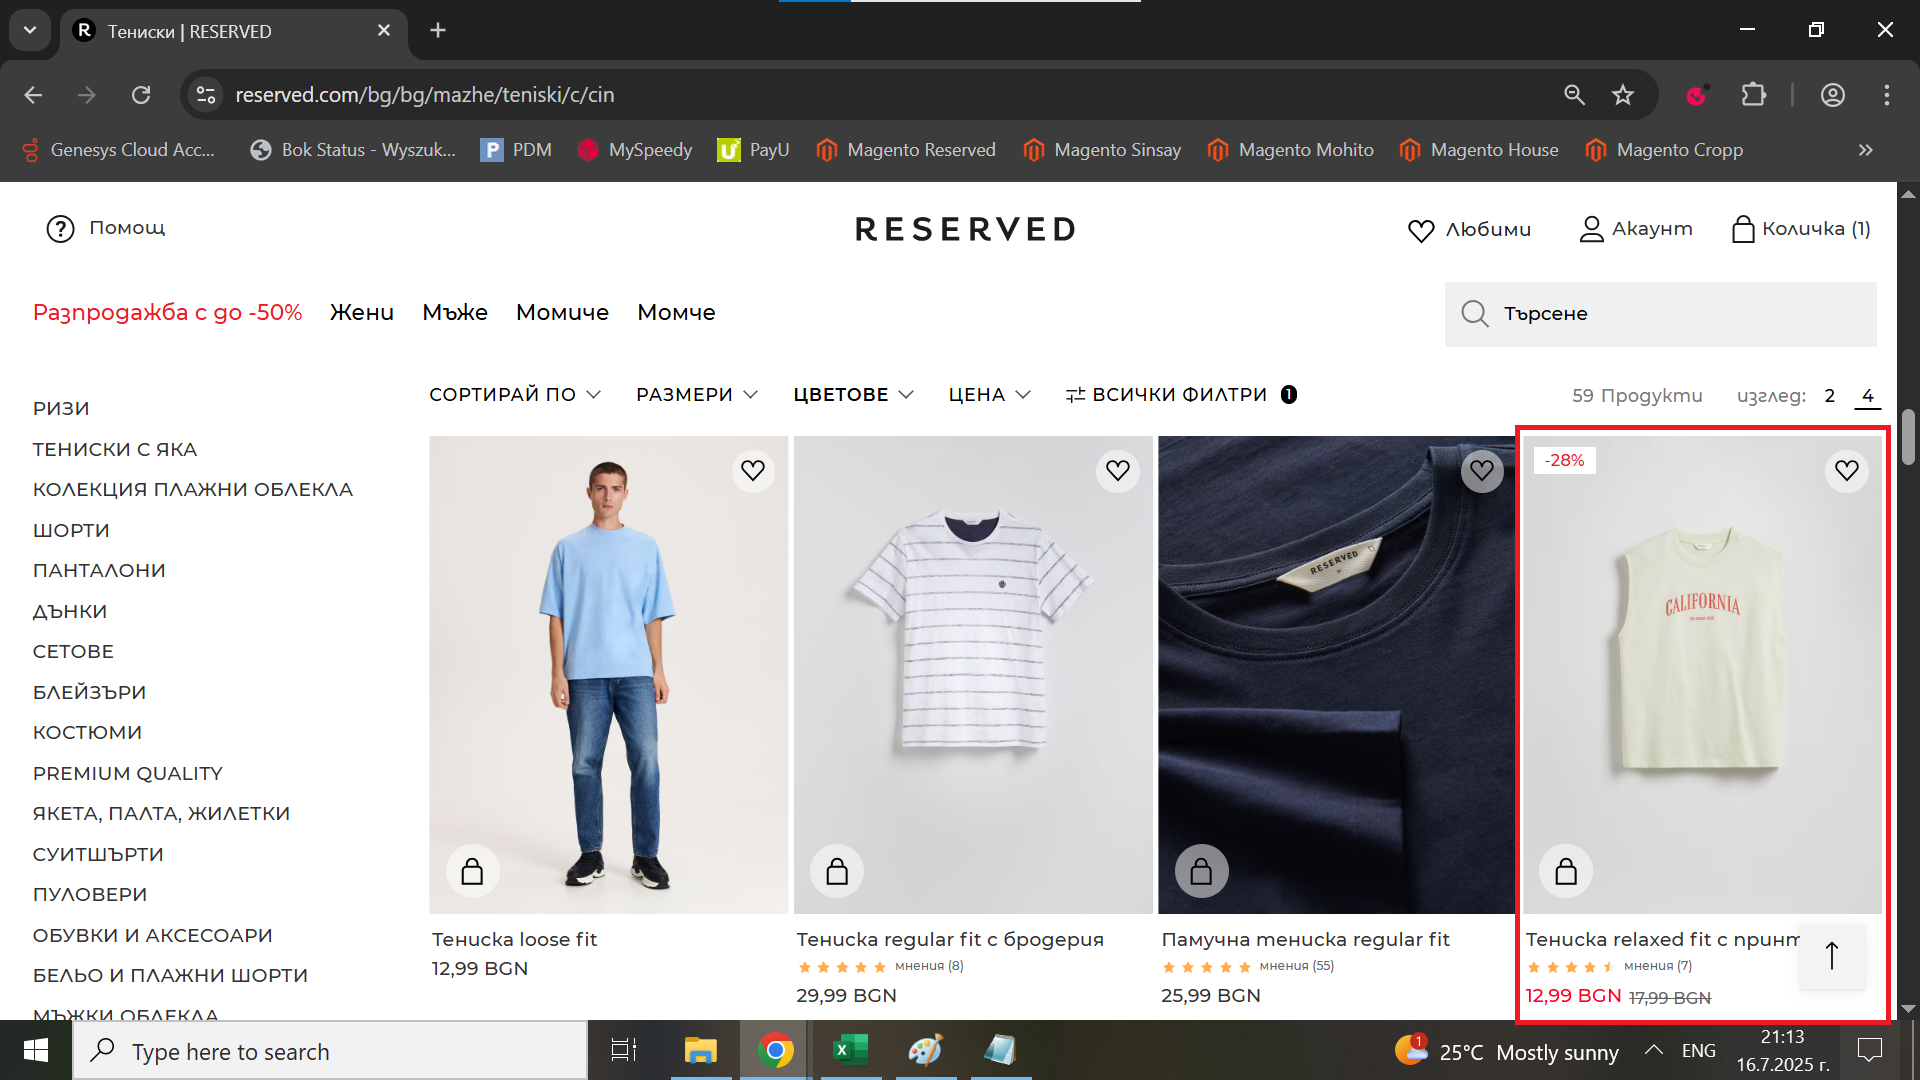 Тениски | RESERVED
reserved.com/bg/bg/mazhe/teniski/c/cin
Genesys Cloud Acc...
Bok Status - Wyszuk...
PDM
MySpeedy
PayU
Magento Reserved
Magento Sinsay
Magento Mohito
Magento House
Magento Cropp
Помощ
RESERVED
Любими
Акаунт
Количка (1)
Разпродажба с до -50%
Жени
Мъже
Момиче
Момче
Търсене
РИЗИ
ТЕНИСКИ С ЯКА
КОЛЕКЦИЯ ПЛАЖНИ ОБЛЕКЛА
ШОРТИ
ПАНТАЛОНИ
ДЪНКИ
СЕТОВЕ
БЛЕЙЗЪРИ
КОСТЮМИ
PREMIUM QUALITY
ЯКЕТА, ПАЛТА, ЖИЛЕТКИ
СУИТШЪРТИ
ПУЛОВЕРИ
ОБУВКИ И АКСЕСОАРИ
БЕЛЬО И ПЛАЖНИ ШОРТИ
МЪЖКИ ОБЛЕКЛА
СОРТИРАЙ ПО
РАЗМЕРИ
ЦВЕТОВЕ
ЦЕНА
ВСИЧКИ ФИЛТРИ 1
59 Продукти
изглед: 2 4
RESERVED
M
-28%
CALIFORNIA
Тениска loose fit
12,99 BGN
Тениска regular fit с бродерия
мнения (8)
29,99 BGN
Памучна тениска regular fit
мнения (55)
25,99 BGN
Тениска relaxed fit с принт
мнения (7)
12,99 BGN 17,99 BGN
Type here to search
1
25°C Mostly sunny
ENG
21:13
16.7.2025 г.